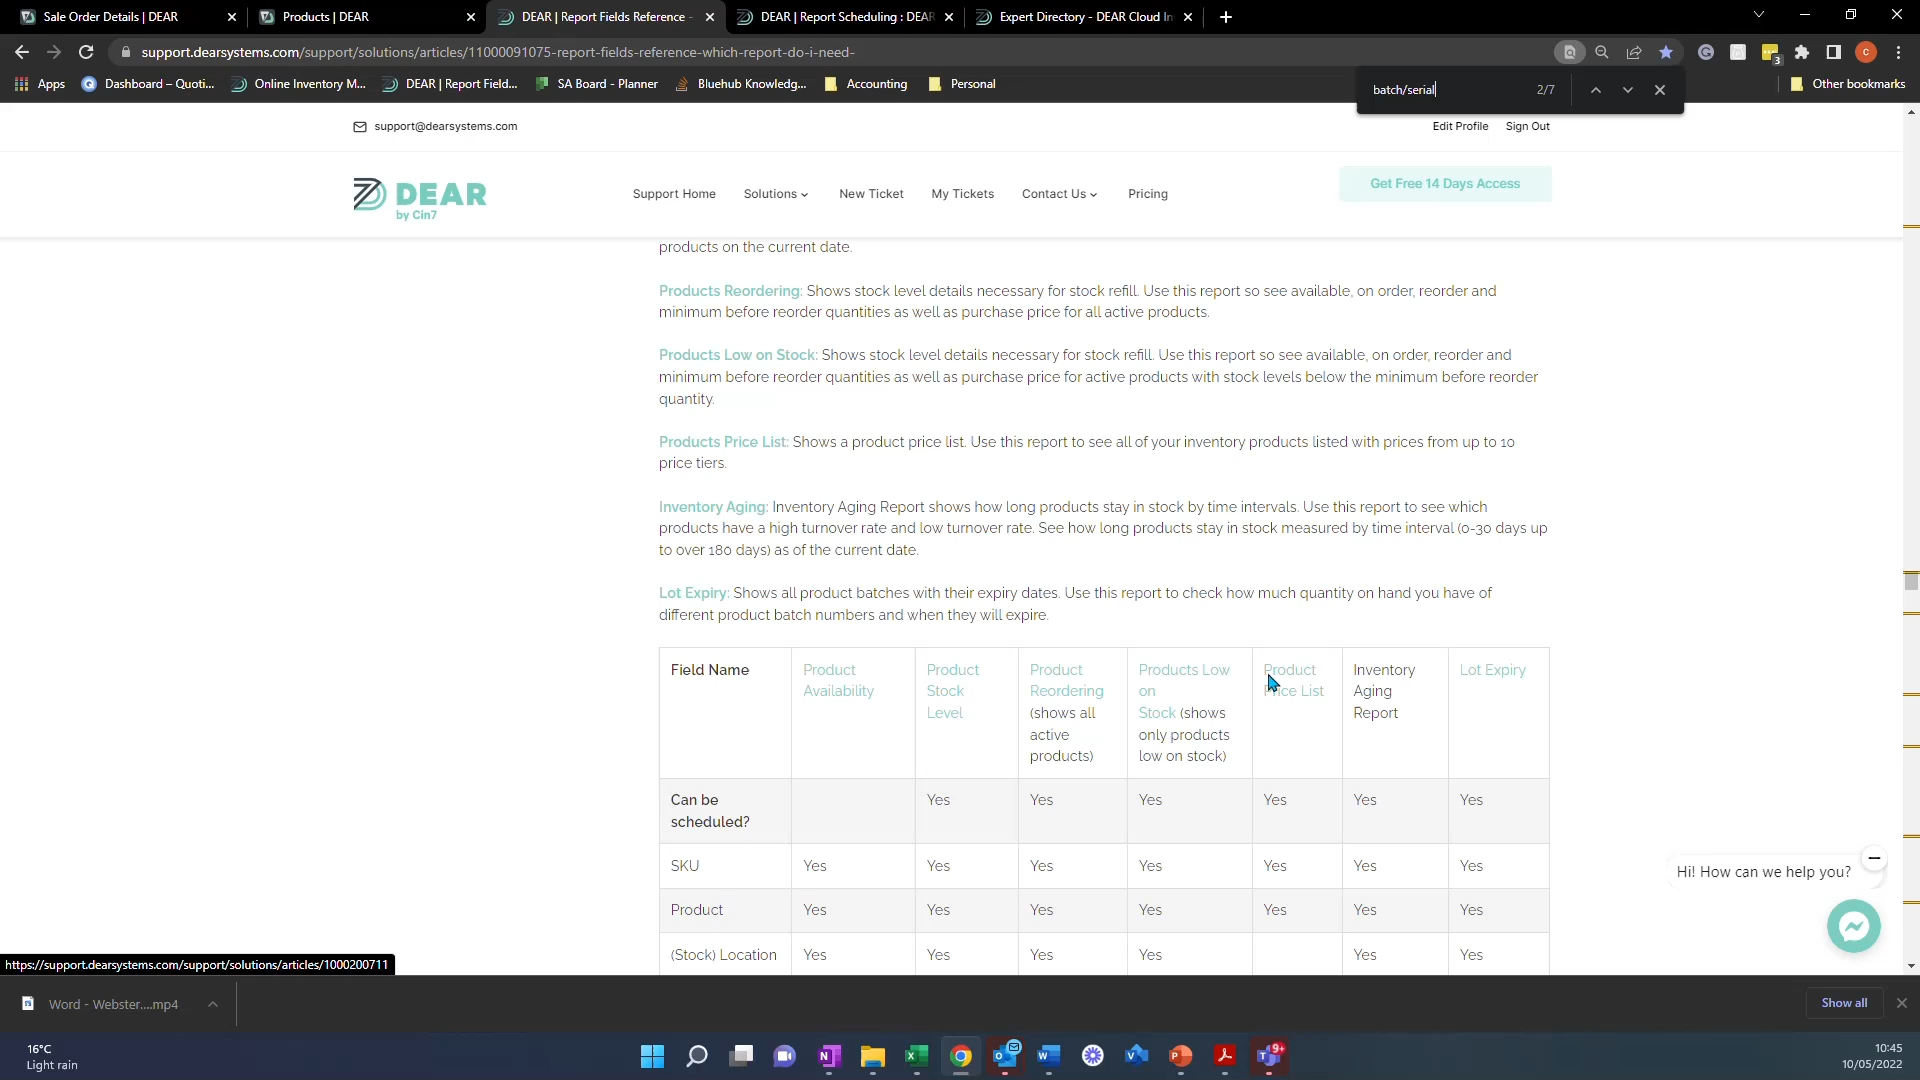 Sale Order Details | DEAR
Products | DEAR
DEAR | Report Fields Reference -
DEAR | Report Scheduling : DEAR
Expert Directory - DEAR Cloud In
support.dearsystems.com/support/solutions/articles/11000091075-report-fields-reference-which-report-do-i-need-
3
C
Apps
Dashboard – Quoti...
Online Inventory M...
DEAR | Report Field...
SA Board - Planner
Bluehub Knowledg...
Accounting
Personal
Other bookmarks
batch/serial 2/7
support@dearsystems.com
Edit Profile Sign Out
DEAR
by Cin7
Support Home Solutions New Ticket My Tickets Contact Us Pricing
Get Free 14 Days Access
products on the current date.
Products Reordering: Shows stock level details necessary for stock refill. Use this report so see available, on order, reorder and
minimum before reorder quantities as well as purchase price for all active products.
Products Low on Stock: Shows stock level details necessary for stock refill. Use this report so see available, on order, reorder and
minimum before reorder quantities as well as purchase price for active products with stock levels below the minimum before reorder
quantity.
Products Price List: Shows a product price list. Use this report to see all of your inventory products listed with prices from up to 10
price tiers.
Inventory Aging: Inventory Aging Report shows how long products stay in stock by time intervals. Use this report to see which
products have a high turnover rate and low turnover rate. See how long products stay in stock measured by time interval (0-30 days up
to over 180 days) as of the current date.
Lot Expiry: Shows all product batches with their expiry dates. Use this report to check how much quantity on hand you have of
different product batch numbers and when they will expire.
Field Name
Product
Availability
Product
Stock
Level
Product
Reordering
(shows all
active
products)
Products Low
on
Stock (shows
only products
low on stock)
Product
Price List
Inventory
Aging
Report
Lot Expiry
Can be
scheduled?
Yes Yes Yes Yes Yes Yes
SKU Yes Yes Yes Yes Yes Yes Yes
Product Yes Yes Yes Yes Yes Yes Yes
(Stock) Location Yes Yes Yes Yes Yes Yes
Hi! How can we help you?
https://support.dearsystems.com/support/solutions/articles/1000200711
Word - Webster....mp4
Show all
16°C
Light rain
9+
10:45
10/05/2022